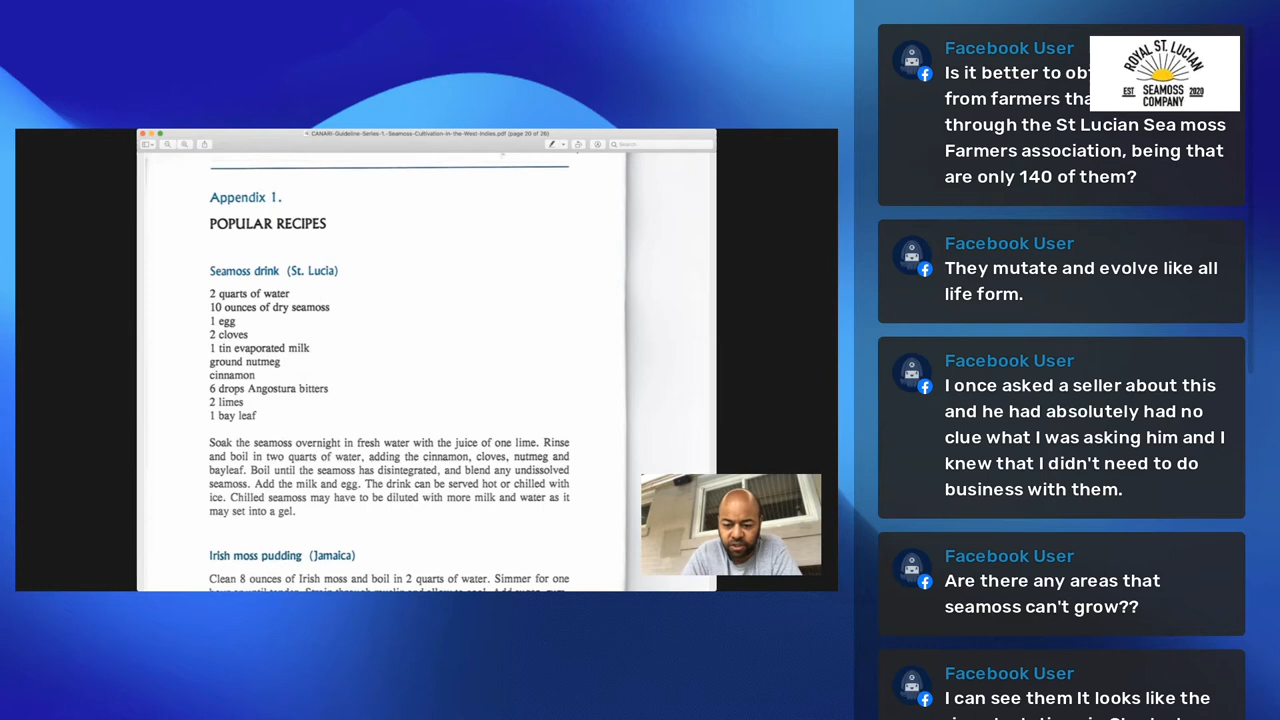 CANARI-Guideline-Series-1.-Seamoss-Cultivation-in-the-West-Indies.pdf (page 20 of 26)
Search
Appendix 1.
POPULAR RECIPES
Seamoss drink (St. Lucia)
2 quarts of water
10 ounces of dry seamoss
1 egg
2 cloves
1 tin evaporated milk
ground nutmeg
cinnamon
6 drops Angostura bitters
2 limes
1 bay leaf
Soak the seamoss overnight in fresh water with the juice of one lime. Rinse
and boil in two quarts of water, adding the cinnamon, cloves, nutmeg and
bayleaf. Boil until the seamoss has disintegrated, and blend any undissolved
seamoss. Add the milk and egg. The drink can be served hot or chilled with
ice. Chilled seamoss may have to be diluted with more milk and water as it
may set into a gel.
Irish moss pudding (Jamaica)
Clean 8 ounces of Irish moss and boil in 2 quarts of water. Simmer for one
Facebook User
Is it better to
from farmers
through the St Lucian Sea moss
Farmers association, being that
are only 140 of them?
ROYAL ST. LUCIAN
EST 2020
SEAMOSS
COMPANY
Facebook User
They mutate and evolve like all
life form.
Facebook User
I once asked a seller about this
and he had absolutely had no
clue what I was asking him and I
knew that I didn't need to do
business with them.
Facebook User
Are there any areas that
seamoss can't grow??
Facebook User
I can see them It looks like the